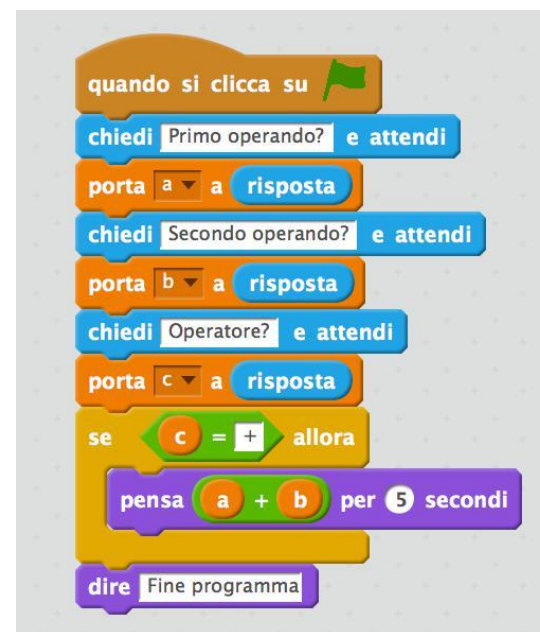 quando si clicca su
chiedi Primo operando? e attendi
porta a a risposta
chiedi Secondo operando? e attendi
porta b a risposta
chiedi Operatore? e attendi
porta c a risposta
se c = + allora
pensa a + b per 5 secondi
dire Fine programma